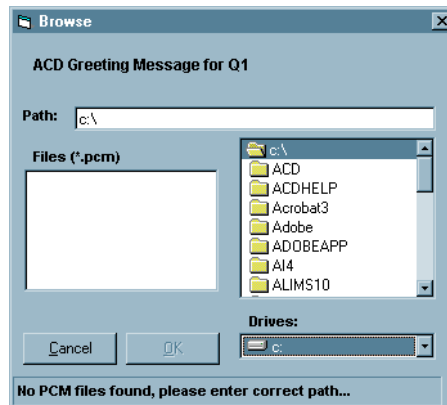 Browse
ACD Greeting Message for Q1
Path: c:\
Files (*.pcm)
c:\
ACD
ACDHELP
Acrobat3
Adobe
ADOBEAPP
AI4
ALIMS10
Drives:
c:
Cancel OK
No PCM files found, please enter correct path...